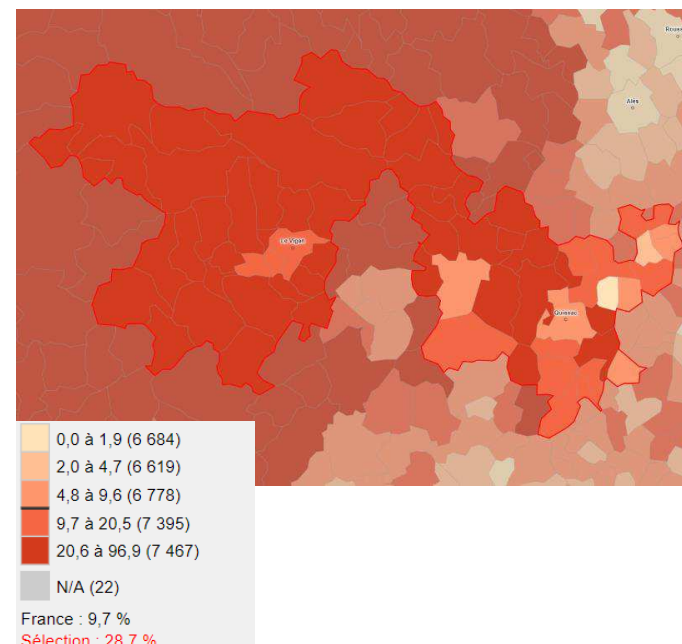 Rouss
Alès
Le Vigan
Quissac
0,0 à 1,9 (6 684)
2,0 à 4,7 (6 619)
4,8 à 9,6 (6 778)
9,7 à 20,5 (7 395)
20,6 à 96,9 (7 467)
N/A (22)
France : 9,7 %
Sélection : 28,7 %